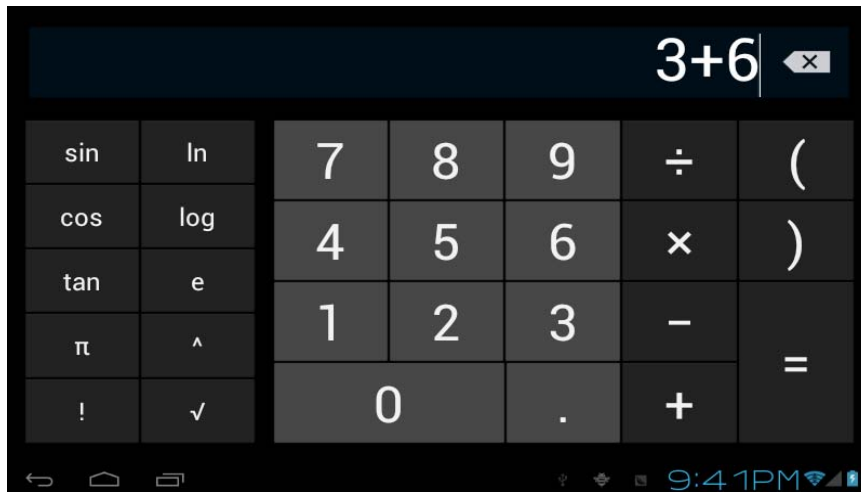 3+6
sin ln 7 8 9 ÷ (
cos log 4 5 6 × )
tan e 1 2 3 −
π ^ =
! √ 0 . +
9:41PM